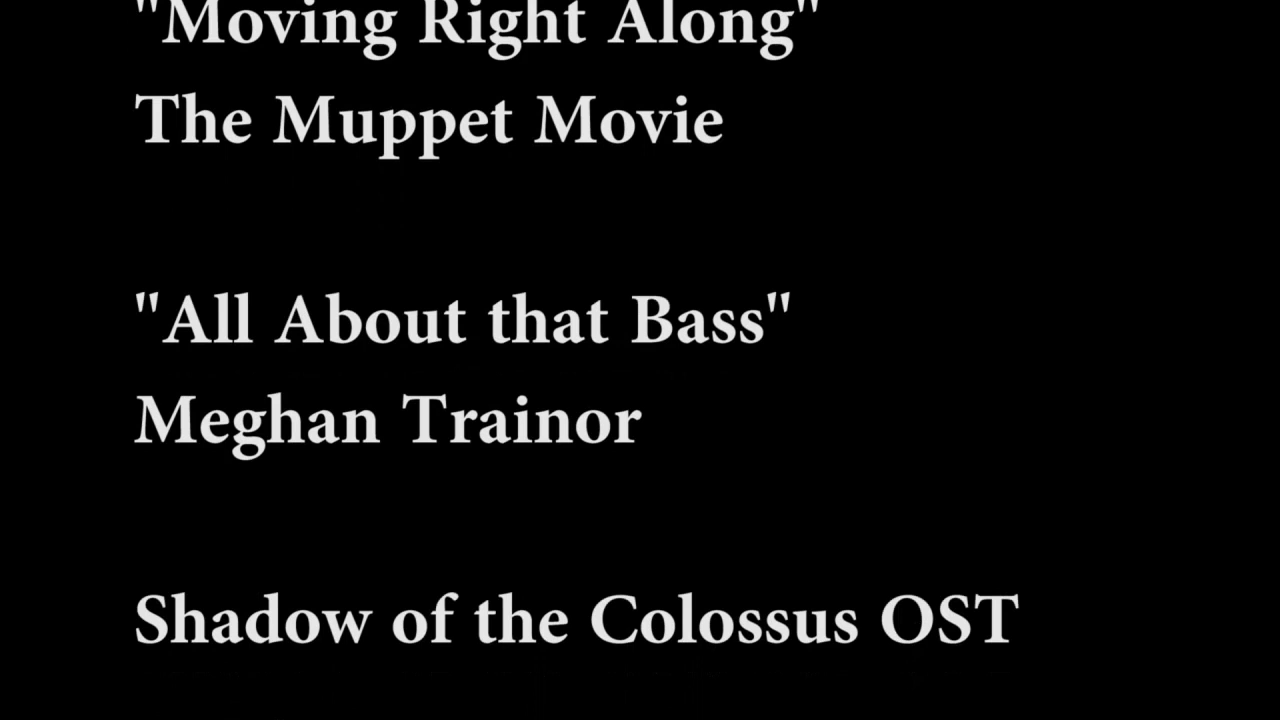 "Moving Right Along"
The Muppet Movie
"All About that Bass"
Meghan Trainor
Shadow of the Colossus OST